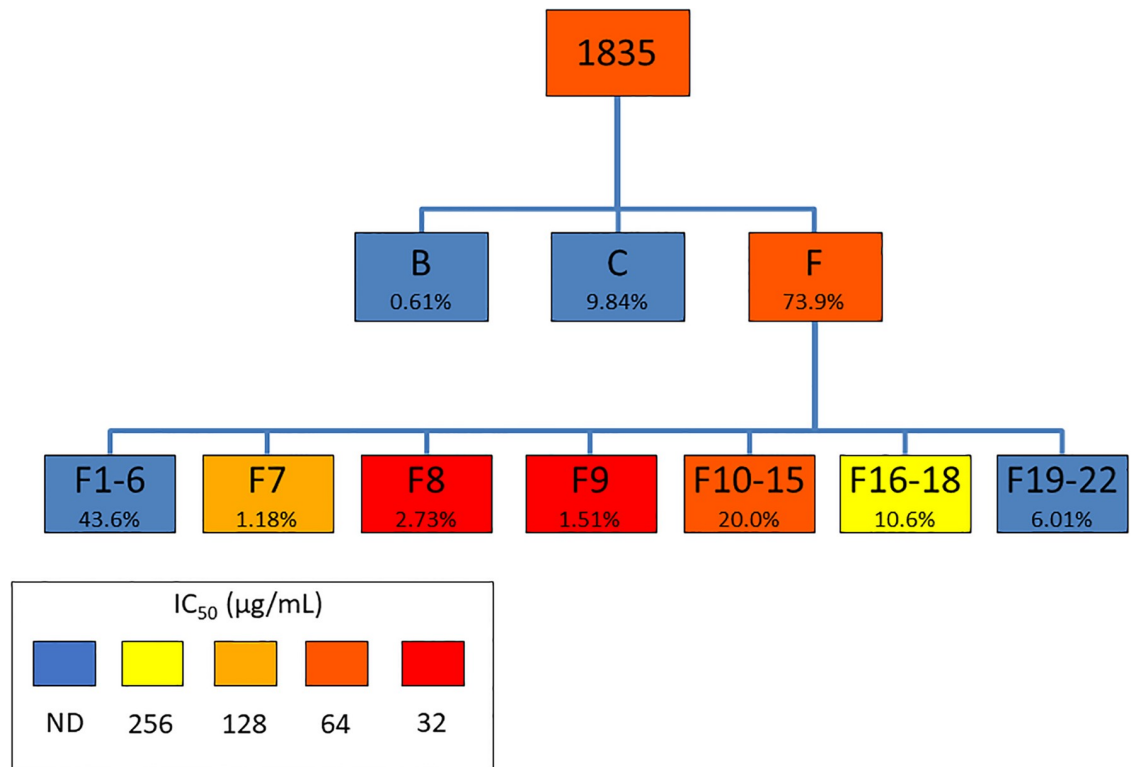 1835
B
C
F
0.61%
9.84%
73.9%
F1-6
F7
F8
F9
F10-15
F16-18
F19-22
43.6%
1.18%
2.73%
1.51%
20.0%
10.6%
6.01%
IC50 (µg/mL)
ND
256
128
64
32